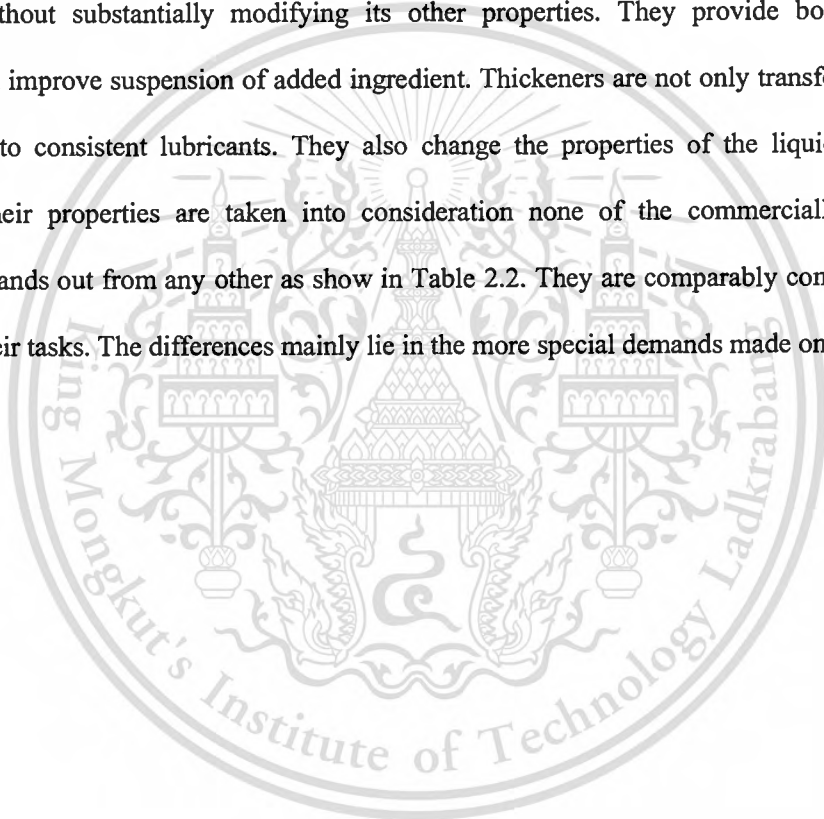 thout substantially modifying its other properties. They provide bo
improve suspension of added ingredient. Thickeners are not only transf
to consistent lubricants. They also change the properties of the liqui
heir properties are taken into consideration none of the commerciall
ands out from any other as show in Table 2.2. They are comparably con
eir tasks. The differences mainly lie in the more special demands made on
King Mongkut's Institute of Technology Ladkrabang